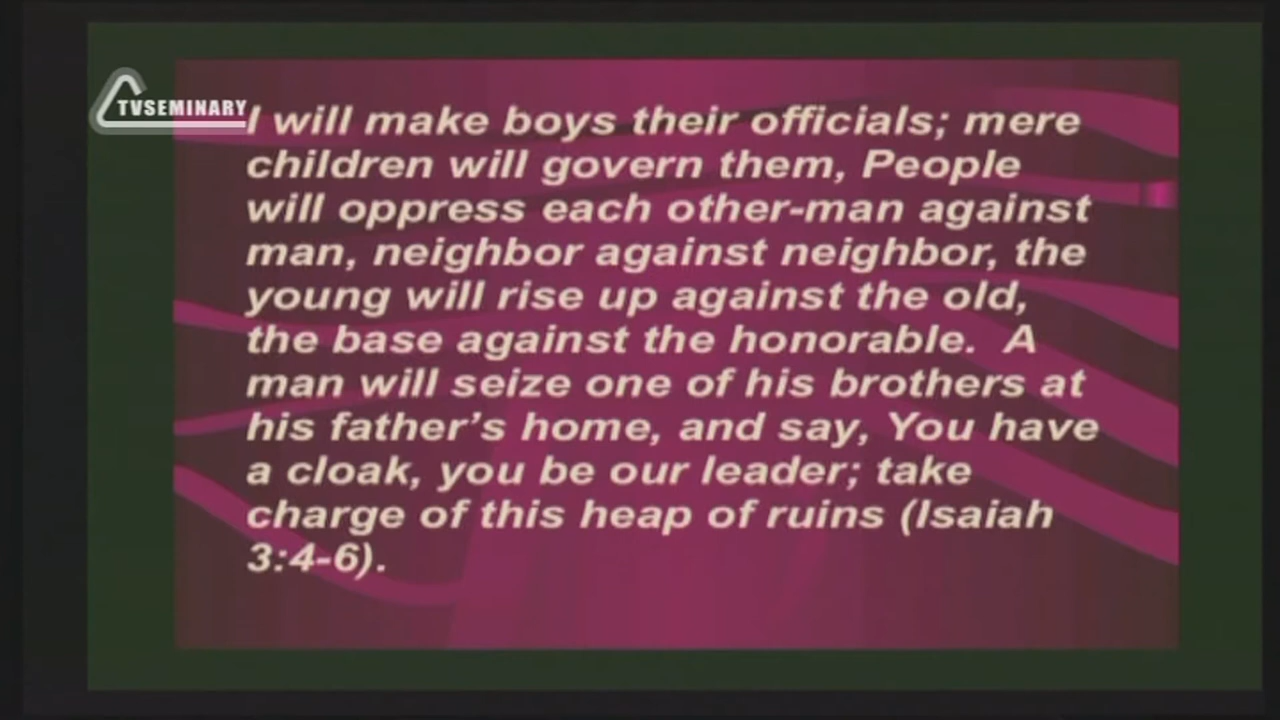 TVSEMINARY
I will make boys their officials; mere
children will govern them, People
will oppress each other-man against
man, neighbor against neighbor, the
young will rise up against the old,
the base against the honorable.  A
man will seize one of his brothers at
his father’s home, and say, You have
a cloak, you be our leader; take
charge of this heap of ruins (Isaiah
3:4-6).